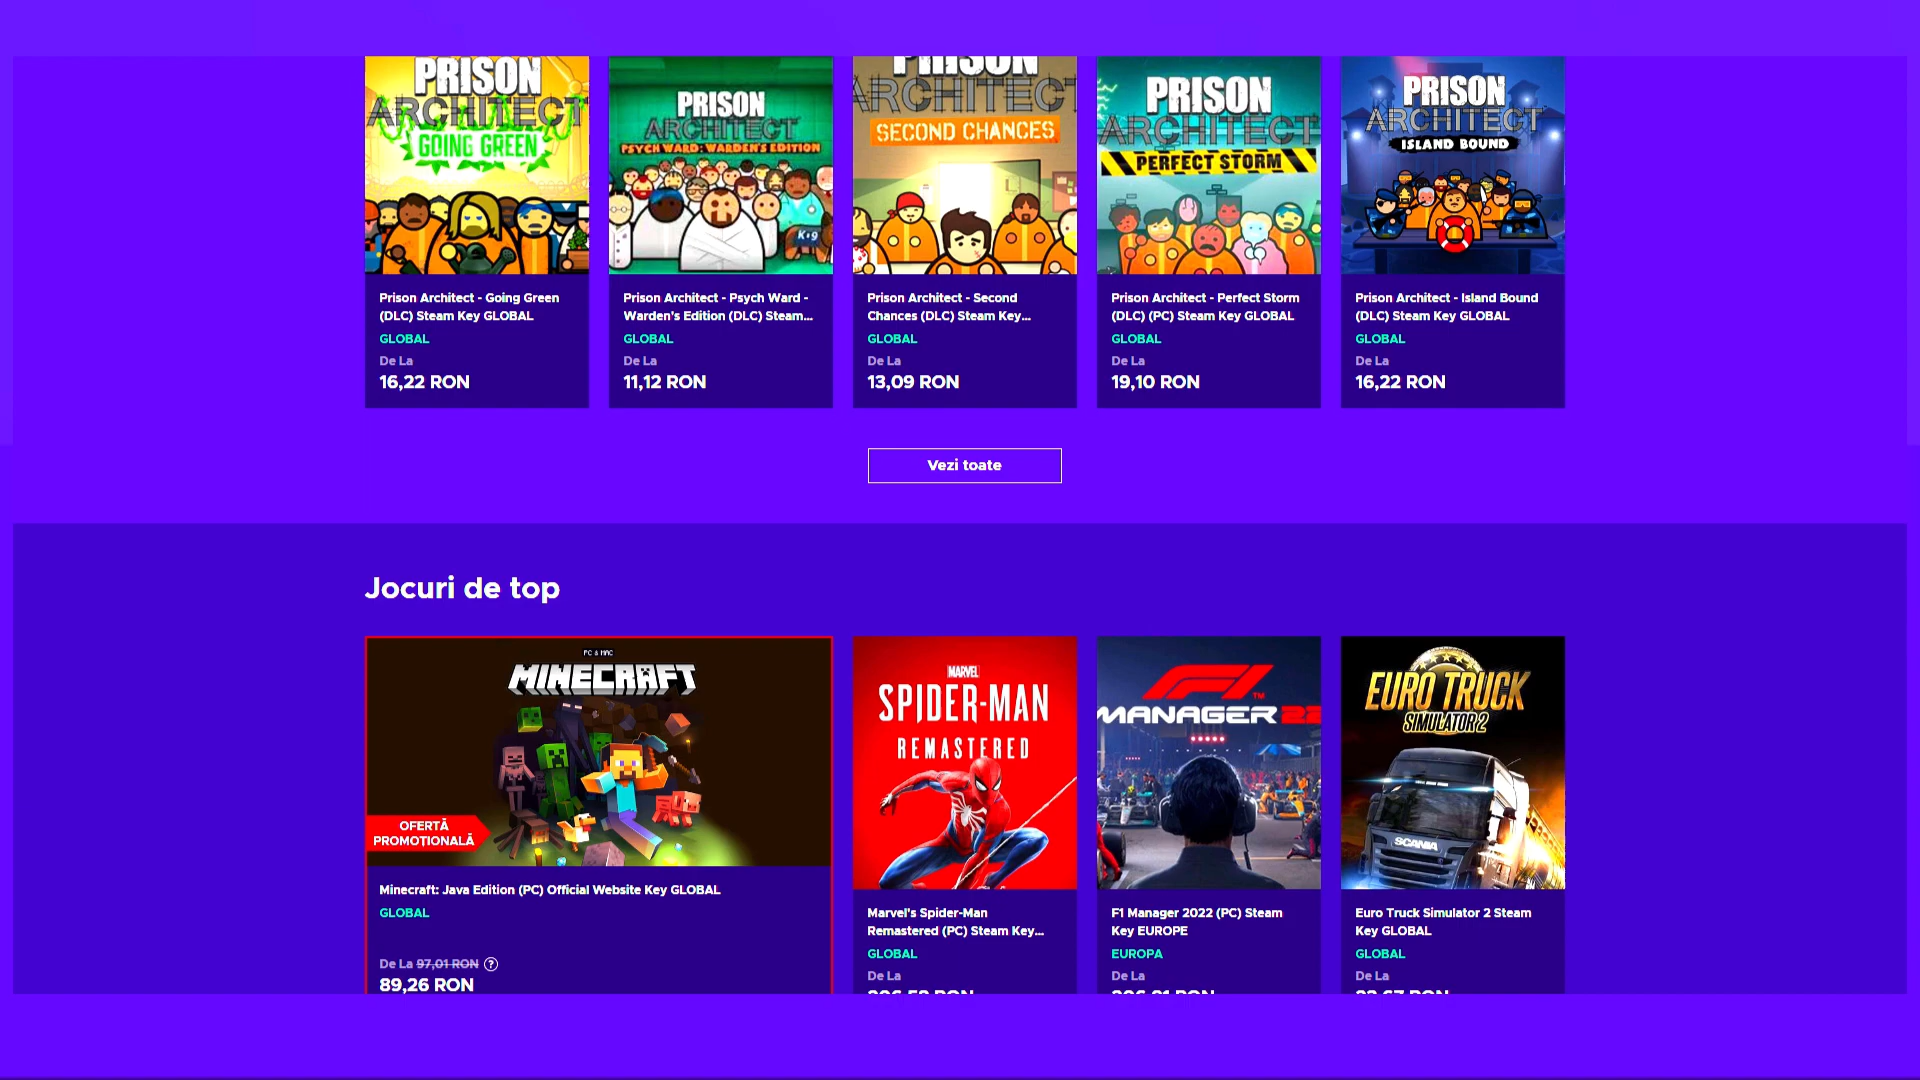 PRISON
ARCHITECT
GOING GREEN
PRISON
ARCHITECT
PSYCH WARD: WARDEN'S EDITION
K·9
PRISON
ARCHITECT
SECOND CHANCES
PRISON
ARCHITECT
PERFECT STORM
PRISON
ARCHITECT
ISLAND BOUND
Prison Architect - Going Green
(DLC) Steam Key GLOBAL
GLOBAL
De La
16,22 RON
Prison Architect - Psych Ward -
Warden's Edition (DLC) Steam...
GLOBAL
De La
11,12 RON
Prison Architect - Second
Chances (DLC) Steam Key...
GLOBAL
De La
13,09 RON
Prison Architect - Perfect Storm
(DLC) (PC) Steam Key GLOBAL
GLOBAL
De La
19,10 RON
Prison Architect - Island Bound
(DLC) Steam Key GLOBAL
GLOBAL
De La
16,22 RON
Vezi toate
Jocuri de top
PC & MAC
MINECRAFT
OFERTĂ
PROMOȚIONALĂ
Minecraft: Java Edition (PC) Official Website Key GLOBAL
GLOBAL
De La 97,01 RON ?
89,26 RON
MARVEL
SPIDER-MAN
REMASTERED
Marvel's Spider-Man
Remastered (PC) Steam Key...
GLOBAL
De La
F1 TM
MANAGER 22
F1 Manager 2022 (PC) Steam
Key EUROPE
EUROPA
De La
EURO TRUCK
SIMULATOR 2
SCANIA
Euro Truck Simulator 2 Steam
Key GLOBAL
GLOBAL
De La